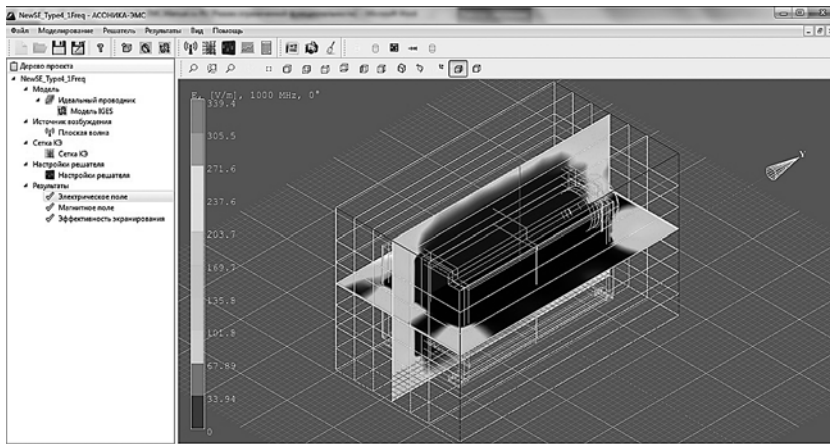 NewSE_Type4_1Freq - АСОНИКА-ЭМС
Файл Моделирование Решатель Результаты Вид Помощь
Дерево проекта
NewSE_Type4_1Freq
Модель
Идеальный проводник
Модель IGES
Источник возбуждения
Плоская волна
Сетка КЭ
Сетка КЭ
Настройки решателя
Настройки решателя
Результаты
Электрическое поле
Магнитное поле
Эффективность экранирования
[V/m], 1000 MHz, 0°
339.4
305.5
271.6
237.6
203.7
169.7
135.8
101.8
67.89
33.94
0
Y